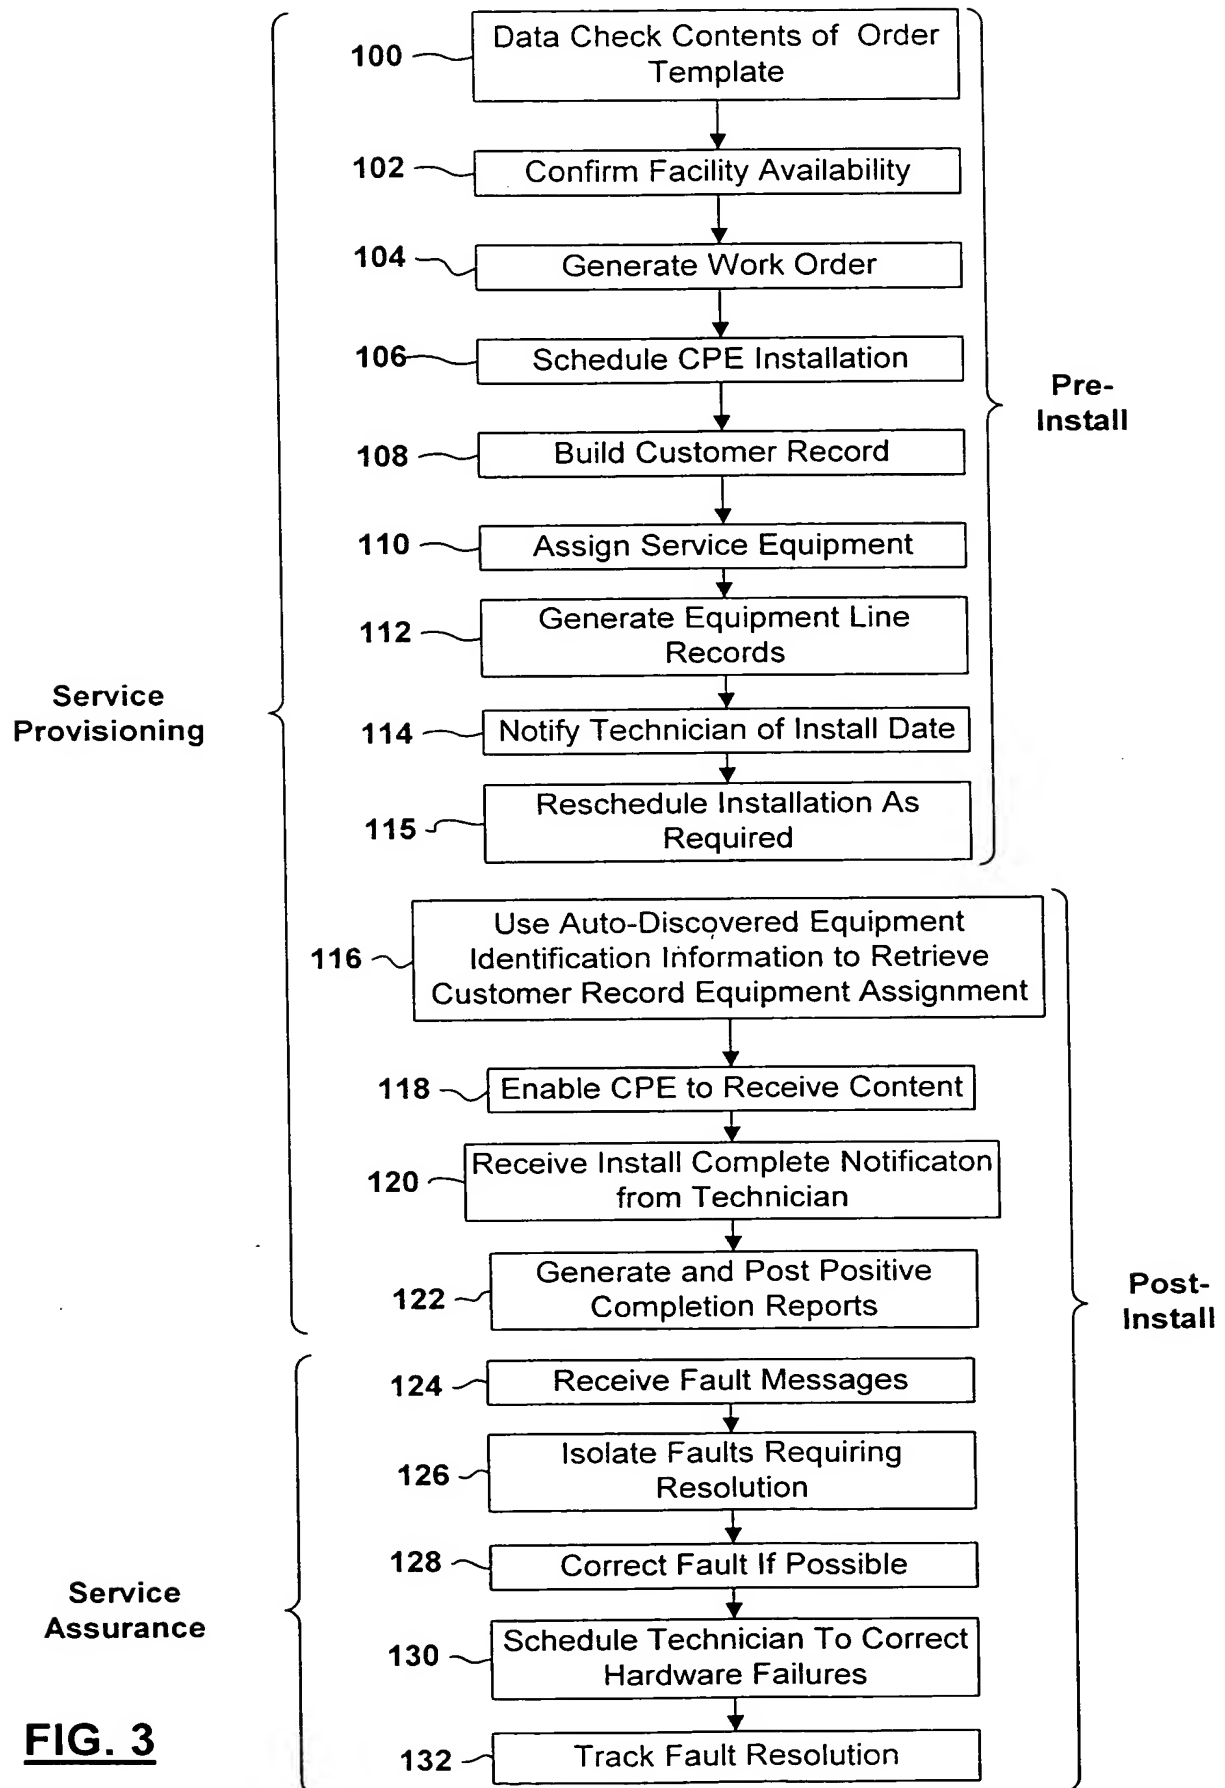 100
Data Check Contents of Order
Template
102
Confirm Facility Availability
104
Generate Work Order
106
Schedule CPE Installation
Pre-
Install
108
Build Customer Record
110
Assign Service Equipment
112
Generate Equipment Line
Records
Service
Provisioning
114
Notify Technician of Install Date
115
Reschedule Installation As
Required
116
Use Auto-Discovered Equipment
Identification Information to Retrieve
Customer Record Equipment Assignment
118
Enable CPE to Receive Content
120
Receive Install Complete Notificaton
from Technician
122
Generate and Post Positive
Completion Reports
Post-
Install
124
Receive Fault Messages
126
Isolate Faults Requiring
Resolution
128
Correct Fault If Possible
Service
Assurance
130
Schedule Technician To Correct
Hardware Failures
132
Track Fault Resolution
FIG. 3